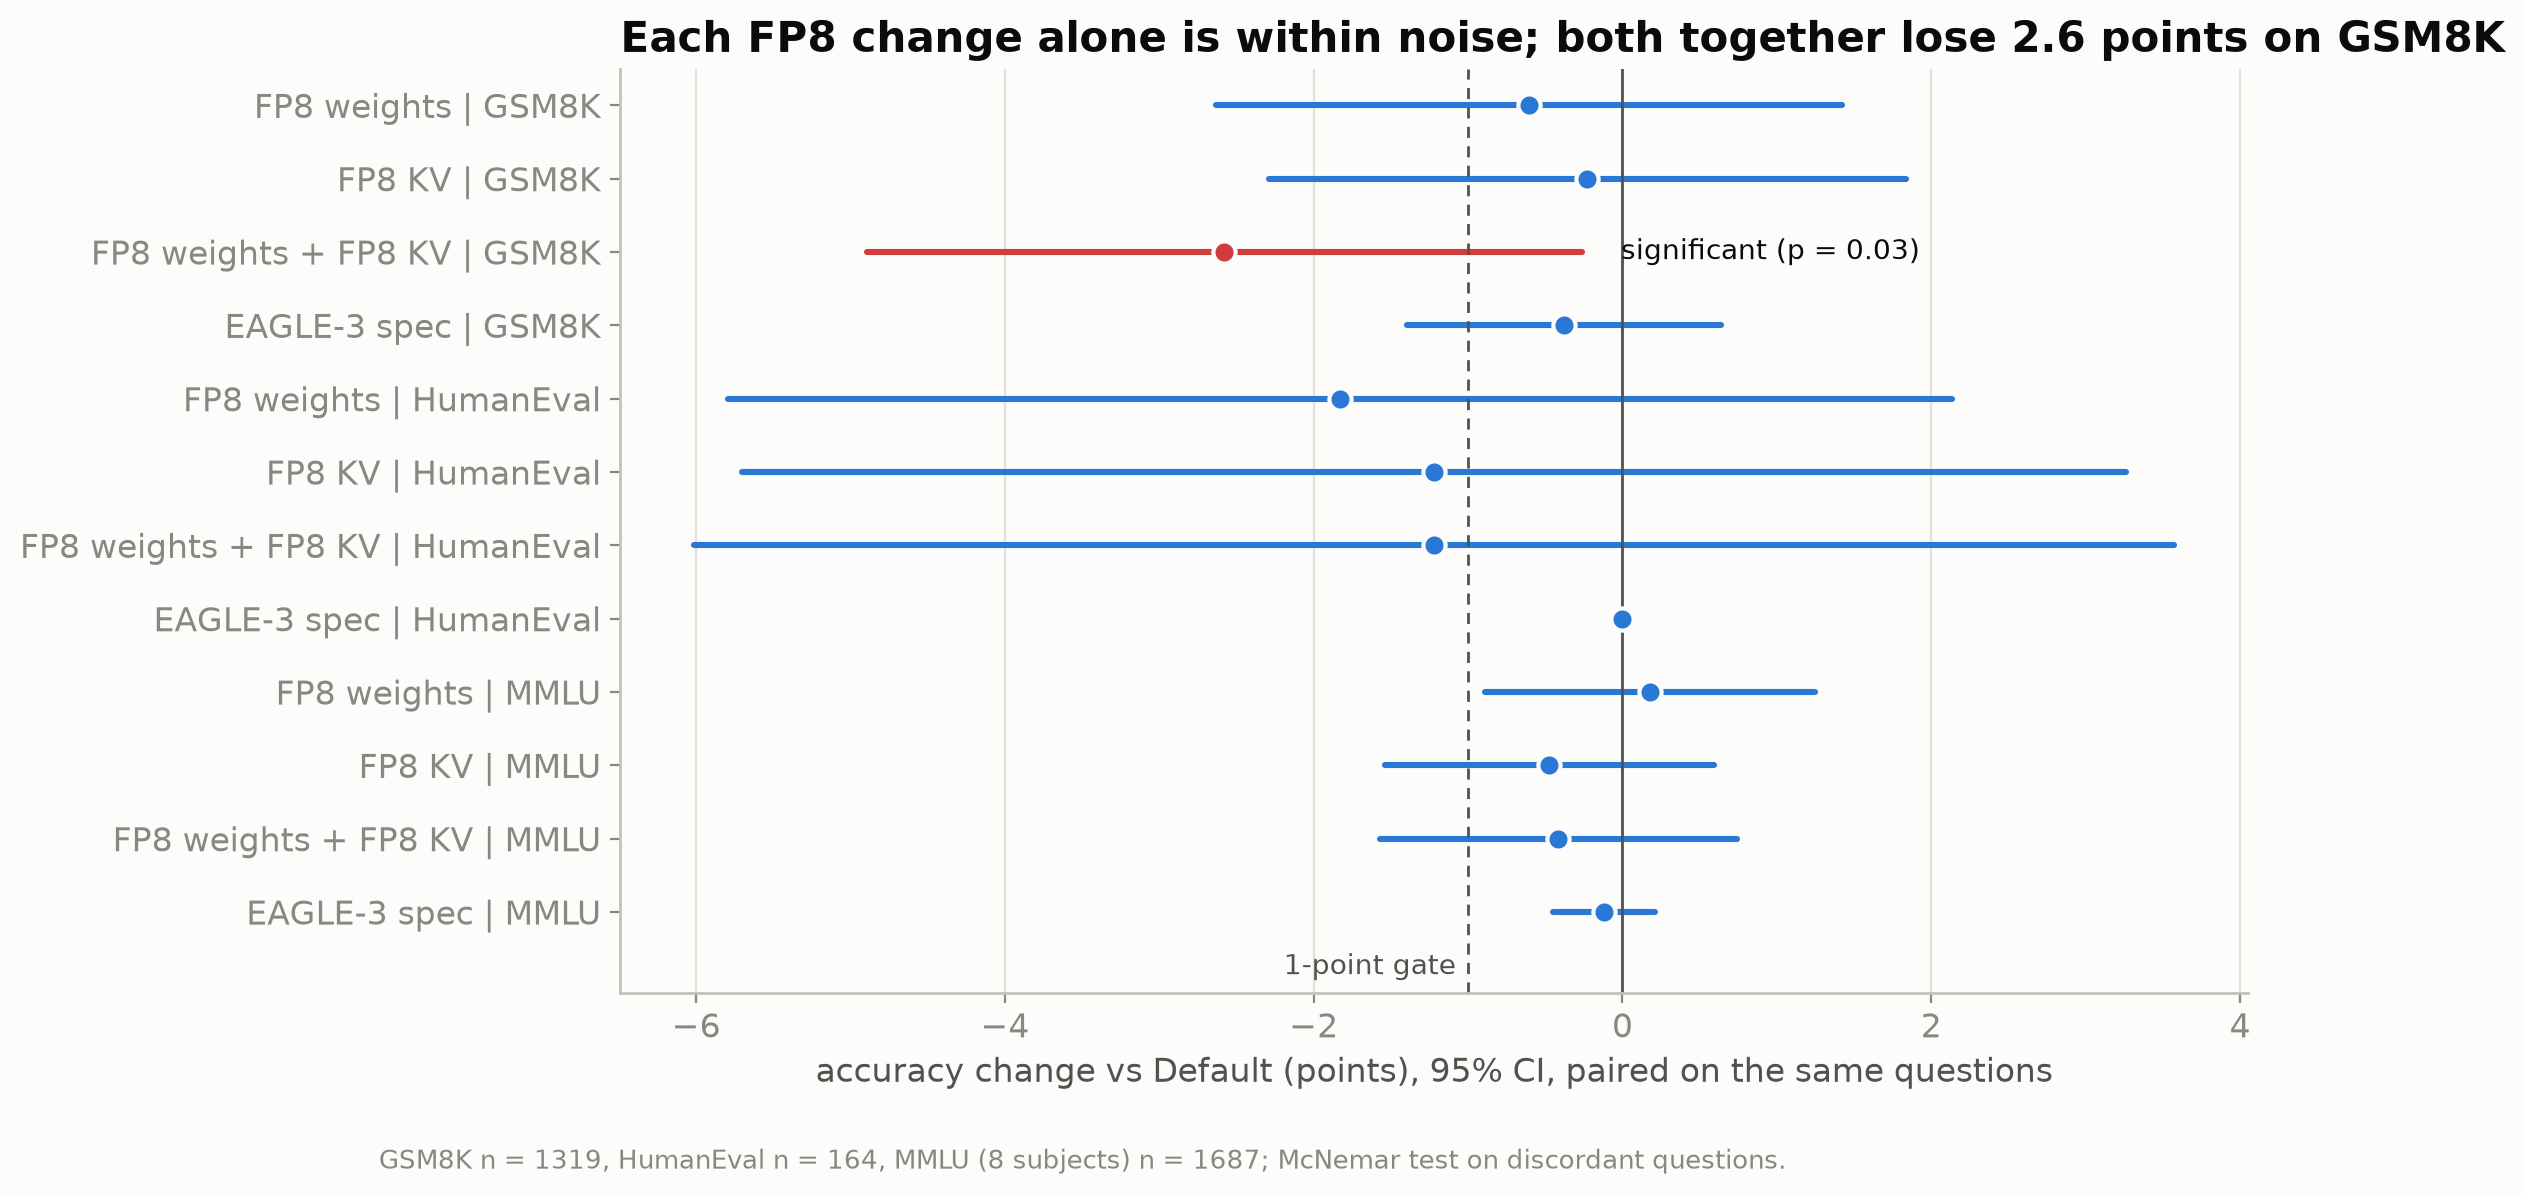 Each FP8 change alone is within noise; both together lose 2.6 points on GSM8K
FP8 weights | GSM8K
FP8 KV | GSM8K
FP8 weights + FP8 KV | GSM8K
significant (p = 0.03)
EAGLE-3 spec | GSM8K
FP8 weights | HumanEval
FP8 KV | HumanEval
FP8 weights + FP8 KV | HumanEval
EAGLE-3 spec | HumanEval
FP8 weights | MMLU
FP8 KV | MMLU
FP8 weights + FP8 KV | MMLU
EAGLE-3 spec | MMLU
1-point gate
−6 −4 −2 0 2 4
accuracy change vs Default (points), 95% CI, paired on the same questions
GSM8K n = 1319, HumanEval n = 164, MMLU (8 subjects) n = 1687; McNemar test on discordant questions.